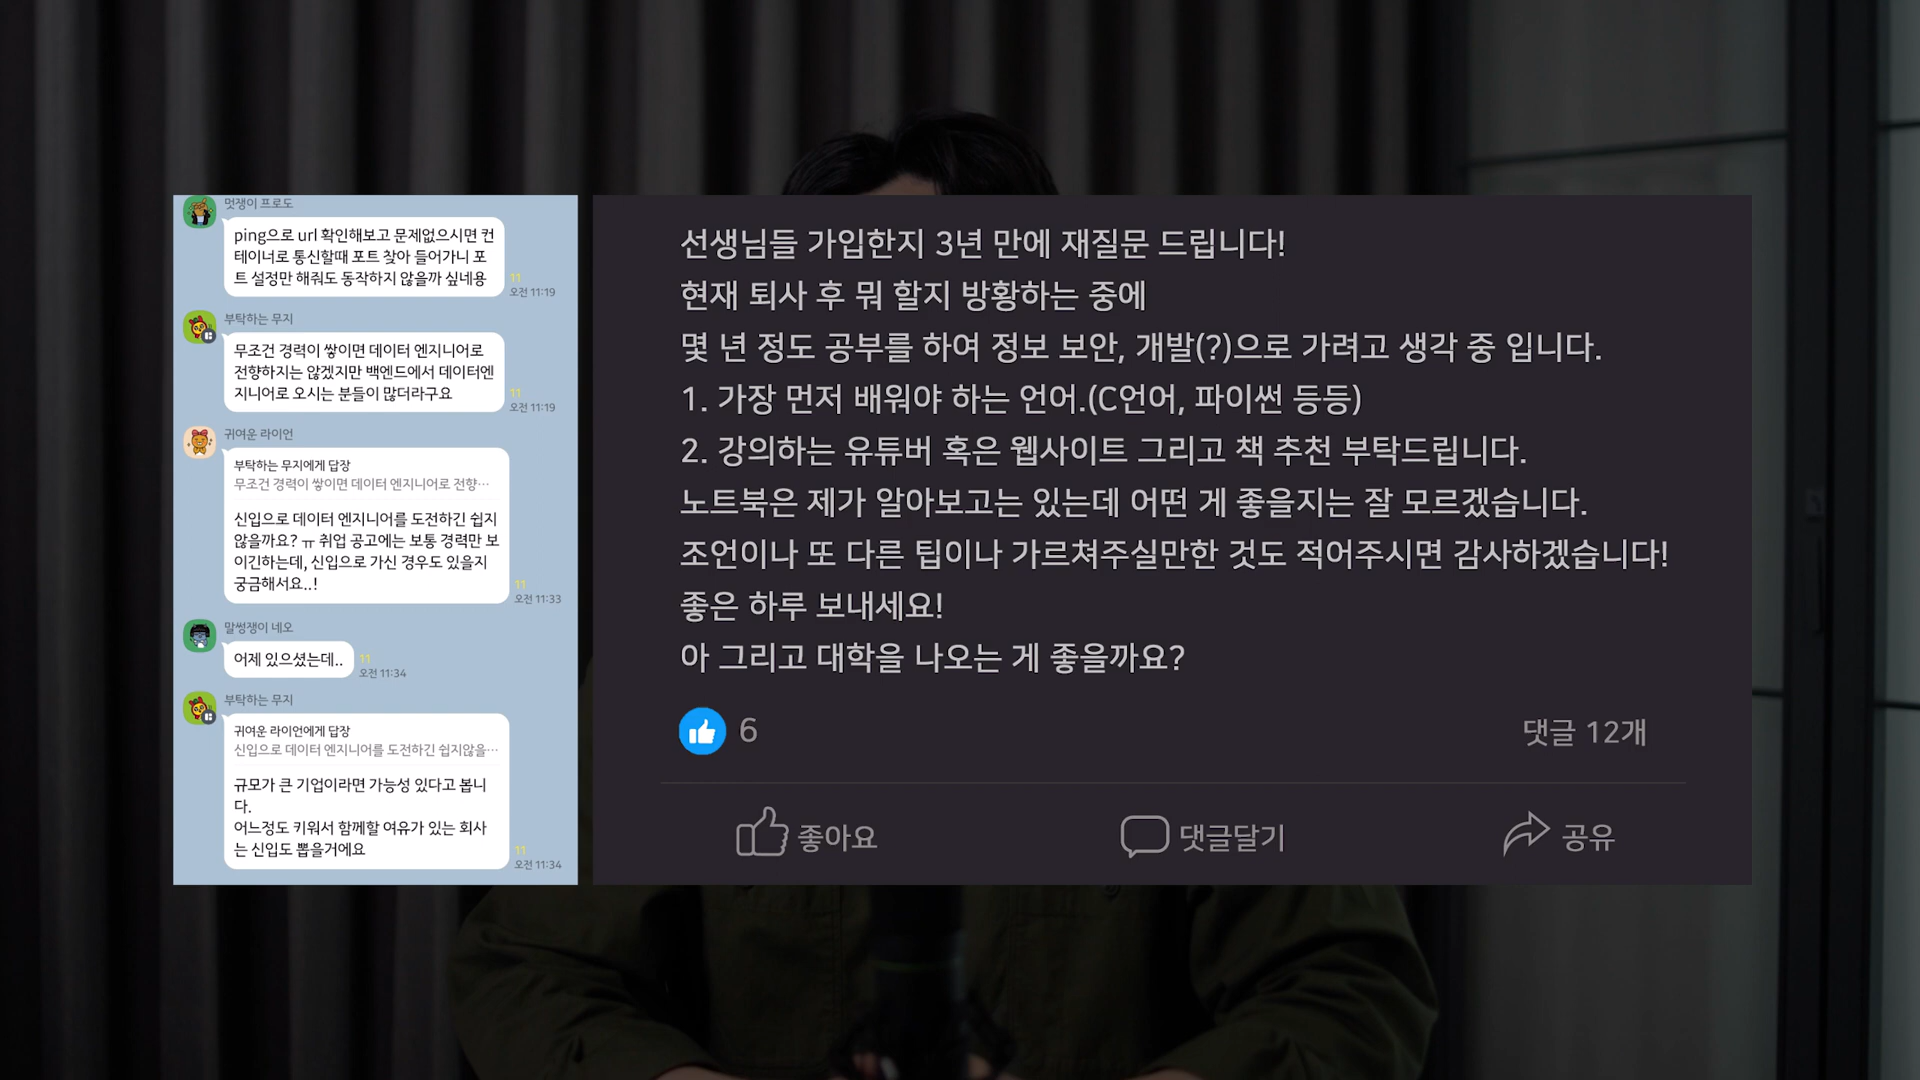 멋쟁이 프로도
ping으로 url 확인해보고 문제없으시면 컨
테이너로 통신할때 포트 찾아 들어가니 포
트 설정만 해줘도 동작하지 않을까 싶네용
11
오전 11:19
부탁하는 무지
무조건 경력이 쌓이면 데이터 엔지니어로
전향하지는 않겠지만 백엔드에서 데이터엔
지니어로 오시는 분들이 많더라구요
11
오전 11:19
귀여운 라이언
부탁하는 무지에게 답장
무조건 경력이 쌓이면 데이터 엔지니어로 전향…
신입으로 데이터 엔지니어를 도전하긴 쉽지
않을까요? ㅠ 취업 공고에는 보통 경력만 보
이긴하는데, 신입으로 가신 경우도 있을지
궁금해서요..!
11
오전 11:33
말썽쟁이 네오
어제 있으셨는데..
11
오전 11:34
부탁하는 무지
귀여운 라이언에게 답장
신입으로 데이터 엔지니어를 도전하긴 쉽지않을…
규모가 큰 기업이라면 가능성 있다고 봅니
다.
어느정도 키워서 함께할 여유가 있는 회사
는 신입도 뽑을거에요
11
오전 11:34
선생님들 가입한지 3년 만에 재질문 드립니다!
현재 퇴사 후 뭐 할지 방황하는 중에
몇 년 정도 공부를 하여 정보 보안, 개발(?)으로 가려고 생각 중 입니다.
1. 가장 먼저 배워야 하는 언어.(C언어, 파이썬 등등)
2. 강의하는 유튜버 혹은 웹사이트 그리고 책 추천 부탁드립니다.
노트북은 제가 알아보고는 있는데 어떤 게 좋을지는 잘 모르겠습니다.
조언이나 또 다른 팁이나 가르쳐주실만한 것도 적어주시면 감사하겠습니다!
좋은 하루 보내세요!
아 그리고 대학을 나오는 게 좋을까요?
6
댓글 12개
좋아요
댓글달기
공유